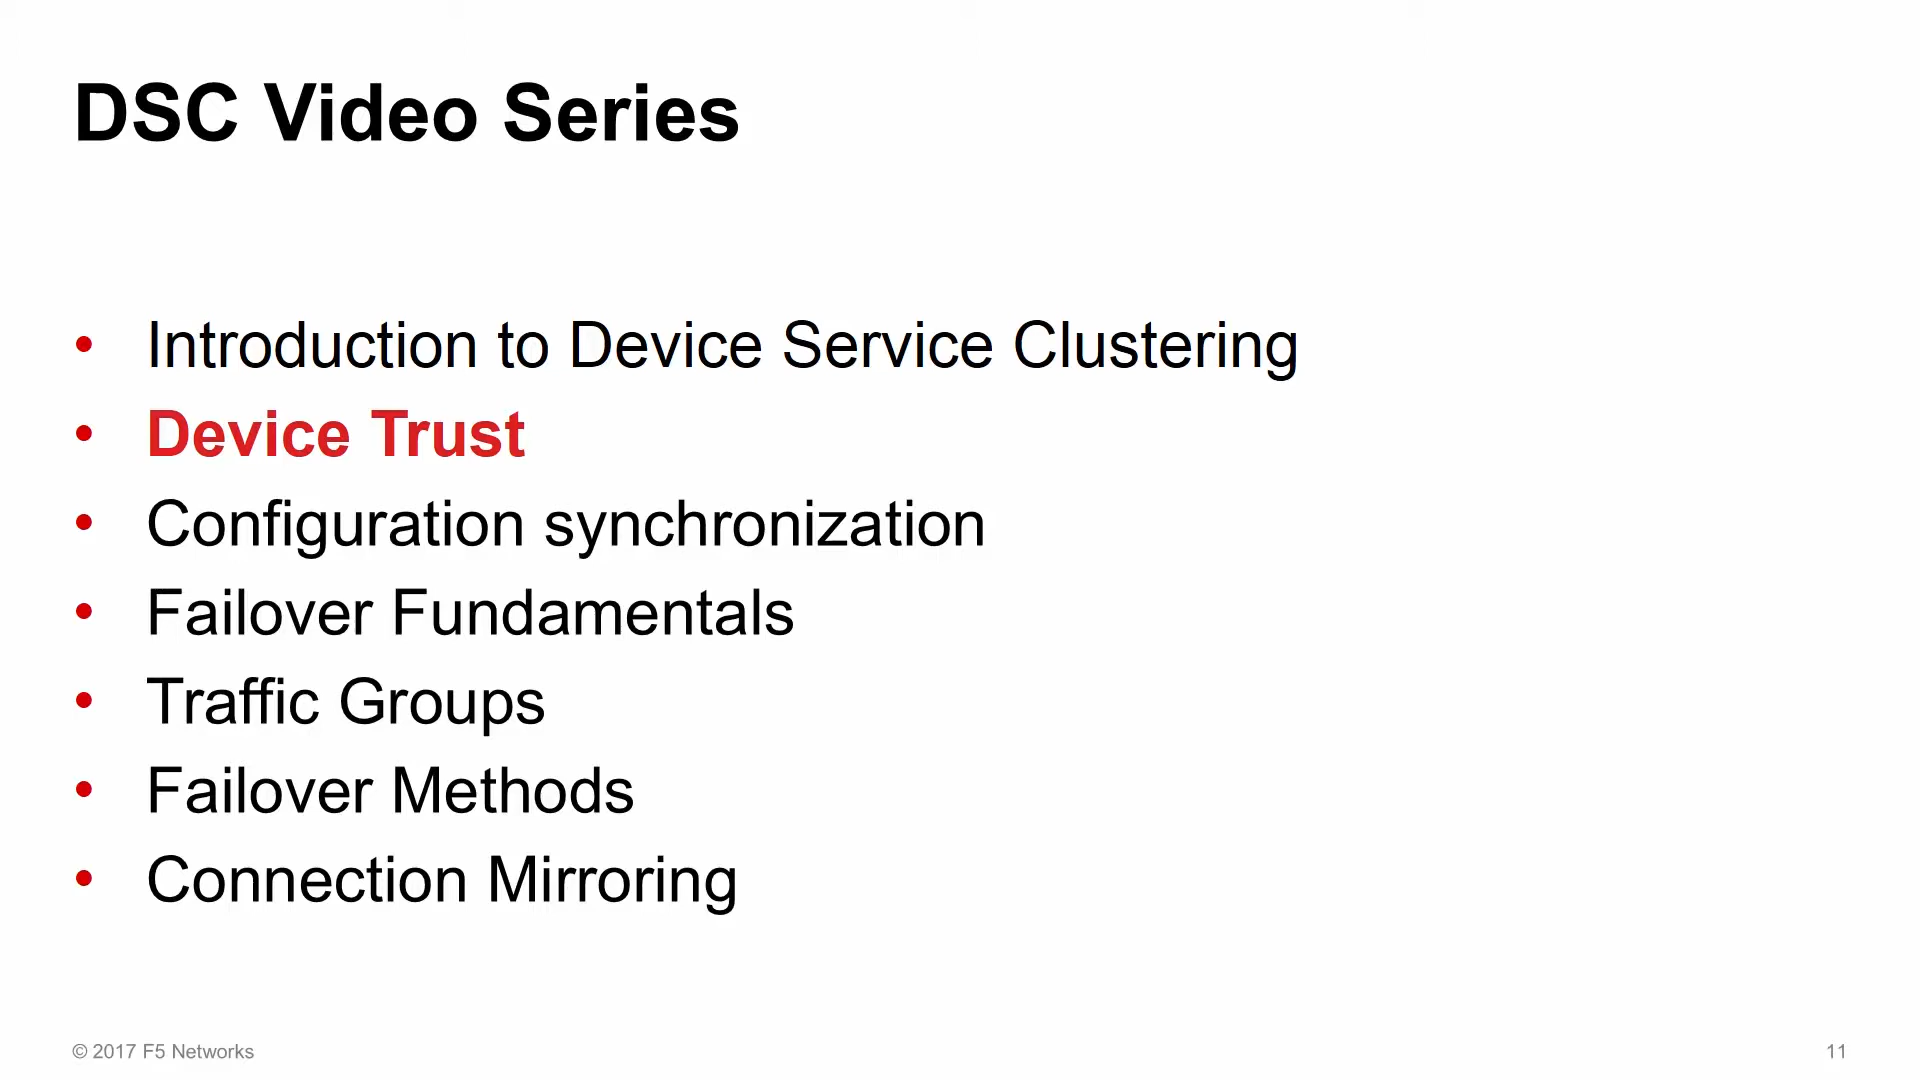 DSC Video Series
• Introduction to Device Service Clustering
• Device Trust
• Configuration synchronization
• Failover Fundamentals
• Traffic Groups
• Failover Methods
• Connection Mirroring
© 2017 F5 Networks
11